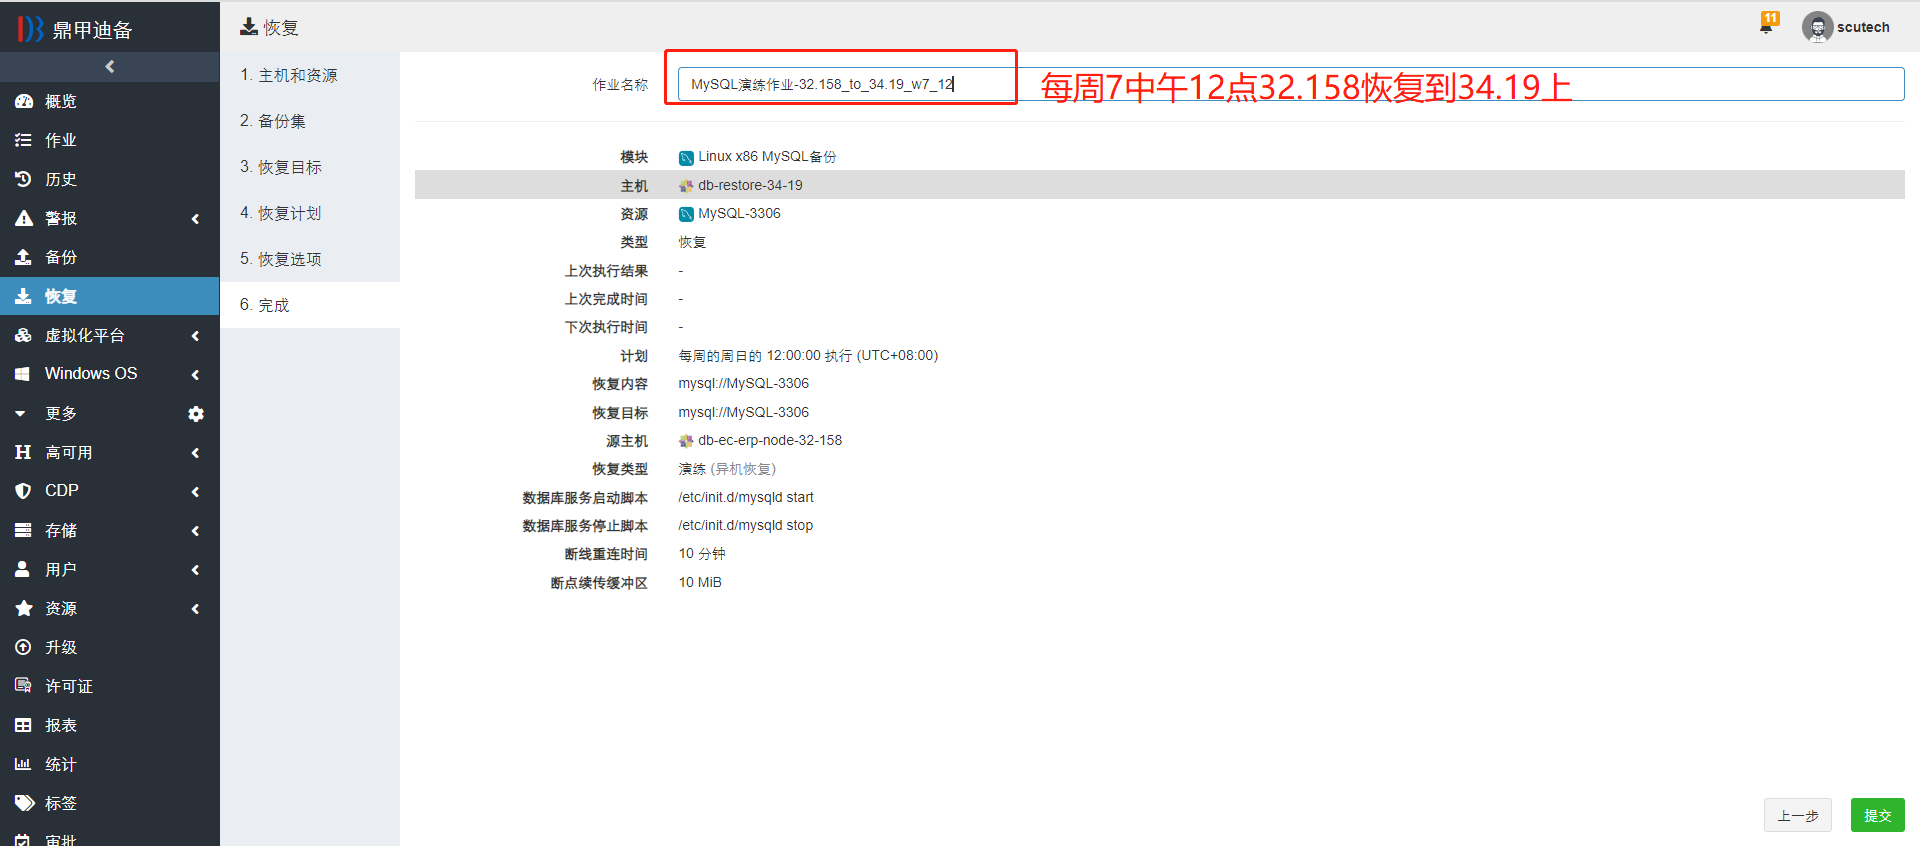 鼎甲迪备
恢复
11
scutech
概览
作业
历史
警报
备份
恢复
虚拟化平台
Windows OS
更多
高可用
CDP
存储
用户
资源
升级
许可证
报表
统计
标签
审批
1. 主机和资源
2. 备份集
3. 恢复目标
4. 恢复计划
5. 恢复选项
6. 完成
作业名称 MySQL演练作业-32.158_to_34.19_w7_12
每周7中午12点32.158恢复到34.19上
模块 Linux x86 MySQL备份
主机 db-restore-34-19
资源 MySQL-3306
类型 恢复
上次执行结果 -
上次完成时间 -
下次执行时间 -
计划 每周的周日的 12:00:00 执行 (UTC+08:00)
恢复内容 mysql://MySQL-3306
恢复目标 mysql://MySQL-3306
源主机 db-ec-erp-node-32-158
恢复类型 演练 (异机恢复)
数据库服务启动脚本 /etc/init.d/mysqld start
数据库服务停止脚本 /etc/init.d/mysqld stop
断线重连时间 10 分钟
断点续传缓冲区 10 MiB
上一步
提交